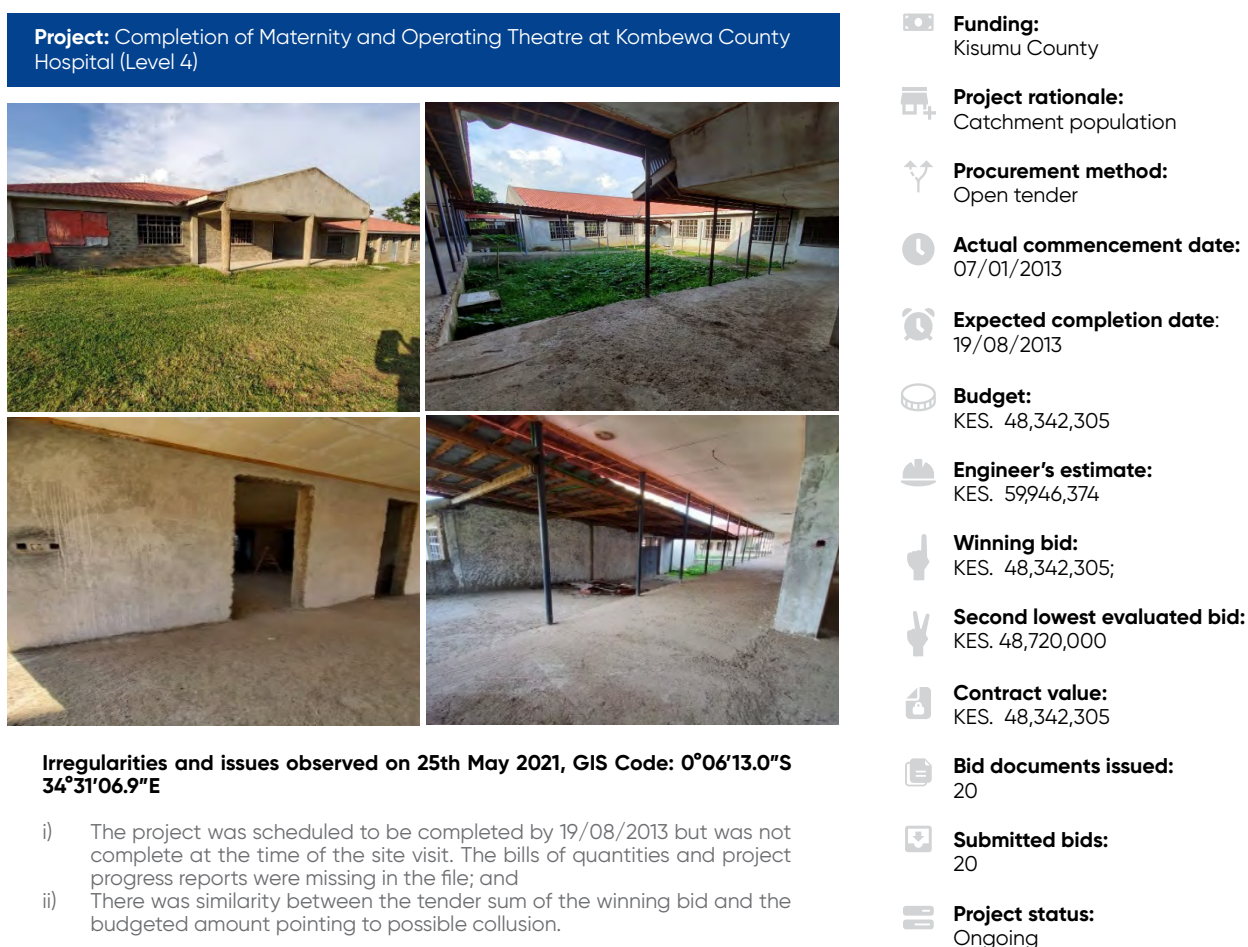 Project: Completion of Maternity and Operating Theatre at Kombewa County
Hospital (Level 4)
Irregularities and issues observed on 25th May 2021, GIS Code: 0°06’13.0”S
34°31’06.9”E
i) The project was scheduled to be completed by 19/08/2013 but was not
complete at the time of the site visit. The bills of quantities and project
progress reports were missing in the file; and
ii) There was similarity between the tender sum of the winning bid and the
budgeted amount pointing to possible collusion.
Funding:
Kisumu County
Project rationale:
Catchment population
Procurement method:
Open tender
Actual commencement date:
07/01/2013
Expected completion date:
19/08/2013
Budget:
KES. 48,342,305
Engineer’s estimate:
KES. 59,946,374
Winning bid:
KES. 48,342,305;
Second lowest evaluated bid:
KES. 48,720,000
Contract value:
KES. 48,342,305
Bid documents issued:
20
Submitted bids:
20
Project status:
Ongoing